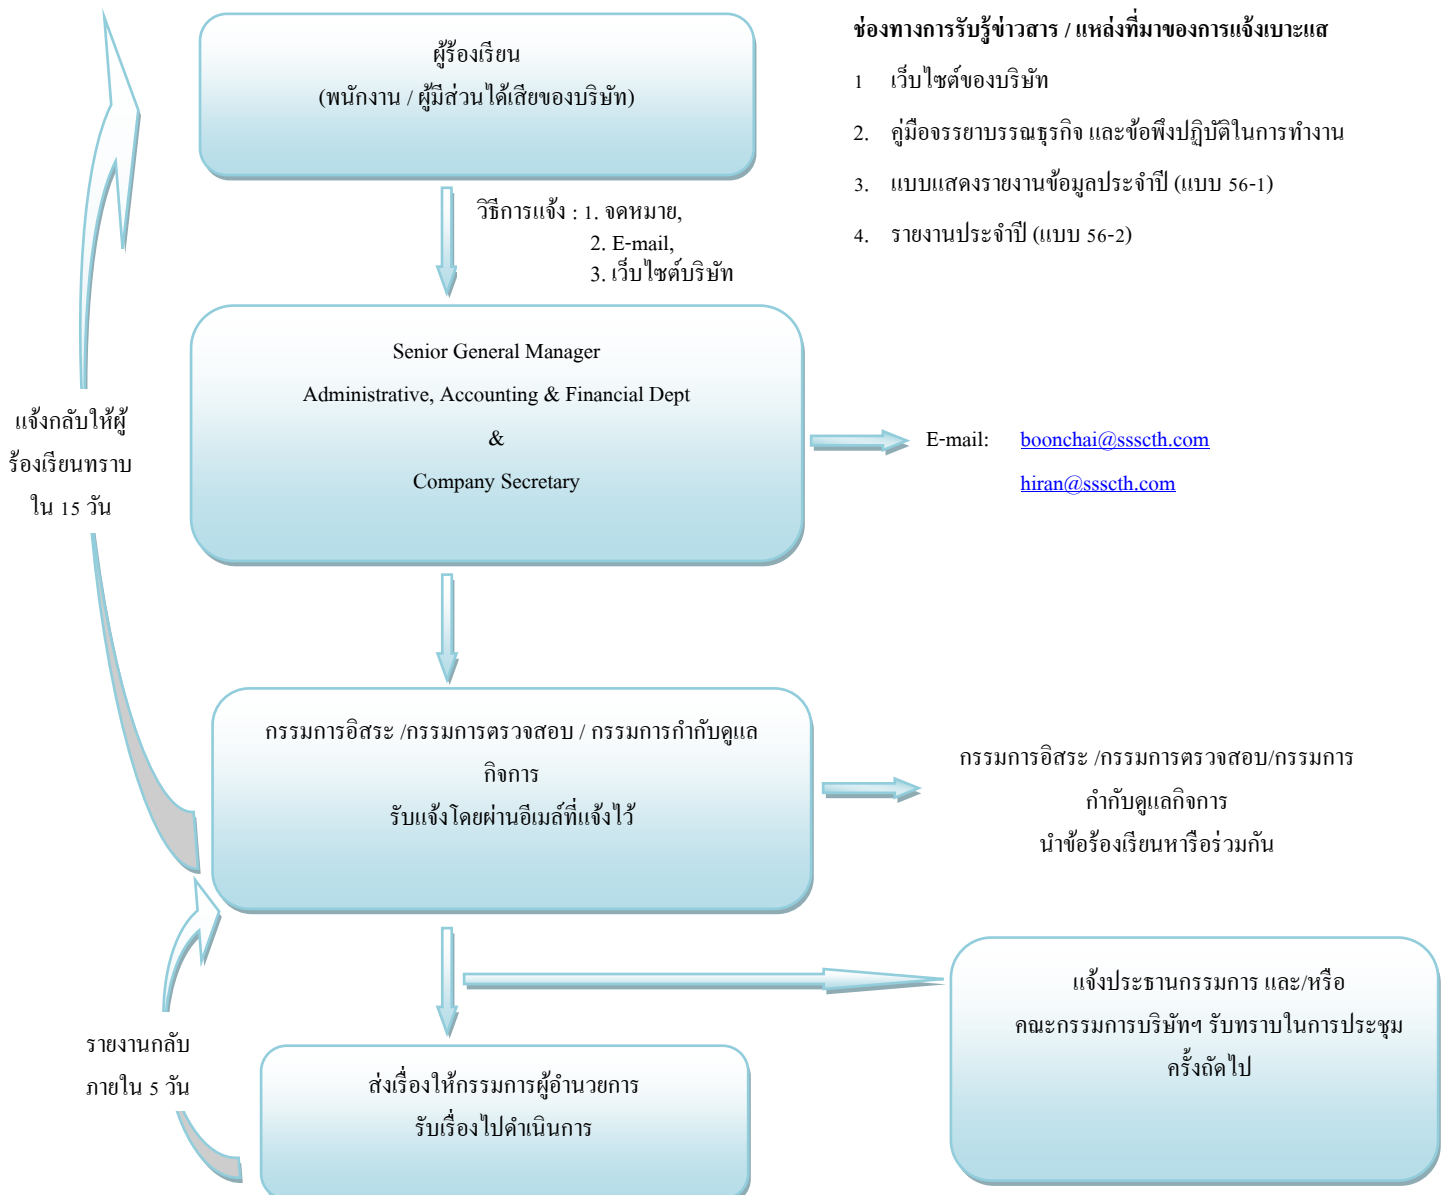 ผู้ร้องเรียน
(พนักงาน / ผู้มีส่วนได้เสียของบริษัท)
ช่องทางการรับรู้ข่าวสาร / แหล่งที่มาของการแจ้งเบาะแส
1 เว็บไซต์ของบริษัท
2. คู่มือจรรยาบรรณธุรกิจ และข้อพึงปฏิบัติในการทำงาน
3. แบบแสดงรายงานข้อมูลประจำปี (แบบ 56-1)
4. รายงานประจำปี (แบบ 56-2)
วิธีการแจ้ง : 1. จดหมาย,
2. E-mail,
3. เว็บไซต์บริษัท
Senior General Manager
Administrative, Accounting & Financial Dept
&
Company Secretary
E-mail: boonchai@ssscth.com
hiran@ssscth.com
แจ้งกลับให้ผู้
ร้องเรียนทราบ
ใน 15 วัน
กรรมการอิสระ /กรรมการตรวจสอบ / กรรมการกำกับดูแล
กิจการ
รับแจ้งโดยผ่านอีเมล์ที่แจ้งไว้
กรรมการอิสระ /กรรมการตรวจสอบ/กรรมการ
กำกับดูแลกิจการ
นำข้อร้องเรียนหารือร่วมกัน
แจ้งประธานกรรมการ และ/หรือ
คณะกรรมการบริษัทฯ รับทราบในการประชุม
ครั้งถัดไป
รายงานกลับ
ภายใน 5 วัน
ส่งเรื่องให้กรรมการผู้อำนวยการ
รับเรื่องไปดำเนินการ